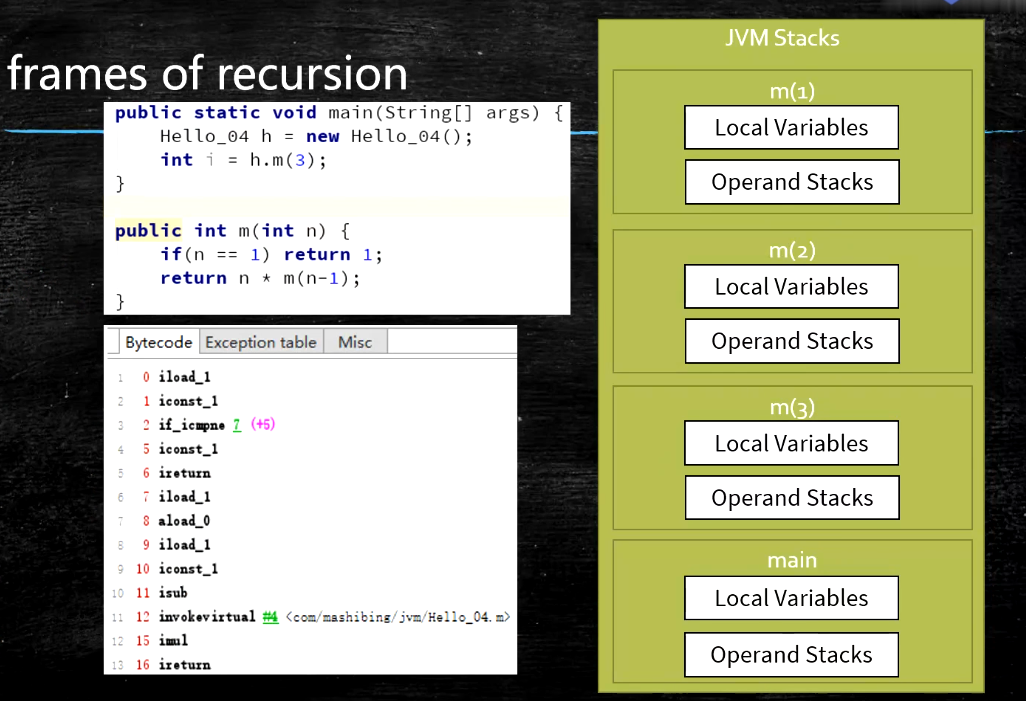 frames of recursion
public static void main(String[] args) {
Hello_04 h = new Hello_04();
int i = h.m(3);
}
public int m(int n) {
if(n == 1) return 1;
return n * m(n-1);
}
Bytecode Exception table Misc
1 0 iload_1
2 1 iconst_1
3 2 if_icmpne 7 (+5)
4 5 iconst_1
5 6 ireturn
6 7 iload_1
7 8 aload_0
8 9 iload_1
9 10 iconst_1
10 11 isub
11 12 invokevirtual #4 <com/mashibing/jvm/Hello_04.m>
12 15 imul
13 16 ireturn
JVM Stacks
m(1)
Local Variables
Operand Stacks
m(2)
Local Variables
Operand Stacks
m(3)
Local Variables
Operand Stacks
main
Local Variables
Operand Stacks